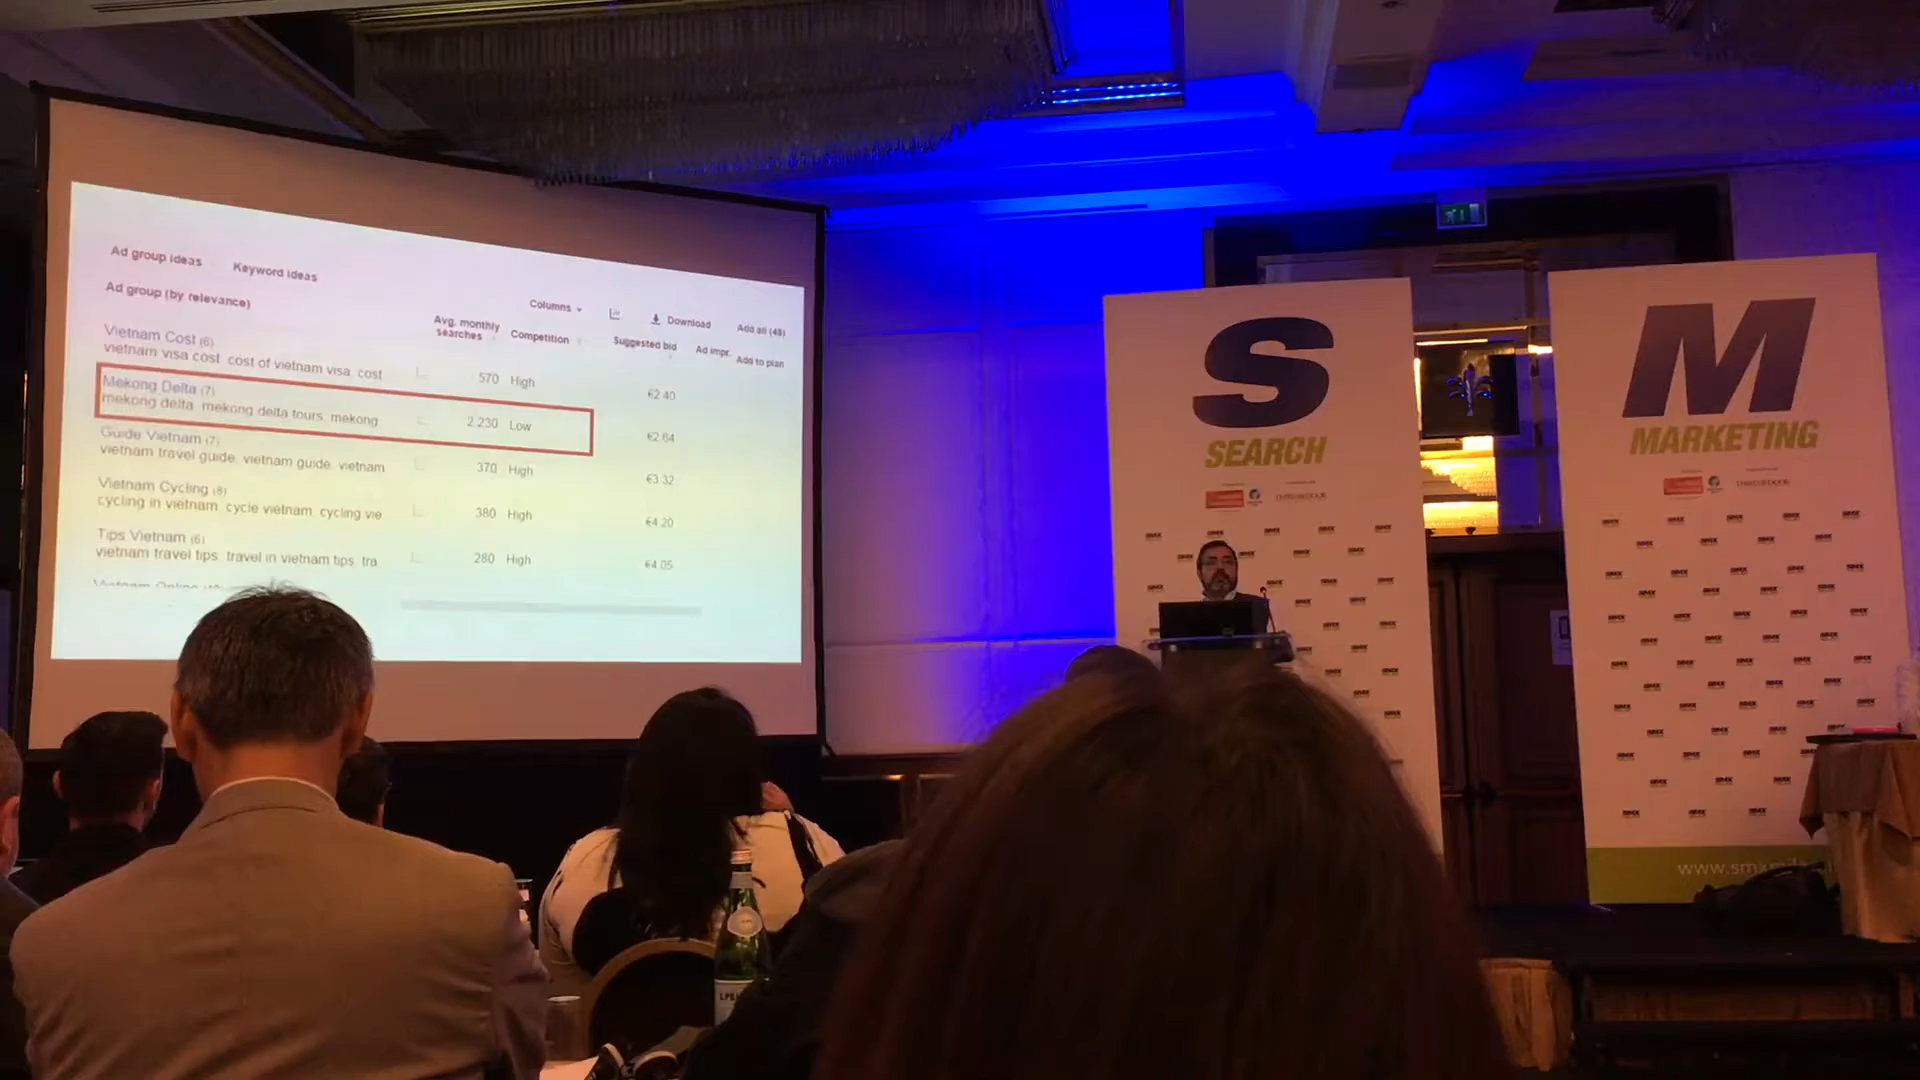 Ad group ideas Keyword ideas
Columns Download Add all (48)
Ad group (by relevance) Avg. monthly searches Competition Suggested bid Ad impr. Add to plan
Vietnam Cost (6)
vietnam visa cost cost of vietnam visa cost 570 High €2.40
Mekong Delta (7)
mekong delta mekong delta tours mekong 2.230 Low €2.64
Guide Vietnam (7)
vietnam travel guide, vietnam guide, vietnam 370 High €3.32
Vietnam Cycling (8)
cycling in vietnam, cycle vietnam, cycling vie 380 High €4.20
Tips Vietnam (6)
vietnam travel tips, travel in vietnam tips, tra 280 High €4.05
Vietnam Online
S
SEARCH
M
MARKETING
SMX
www.smx